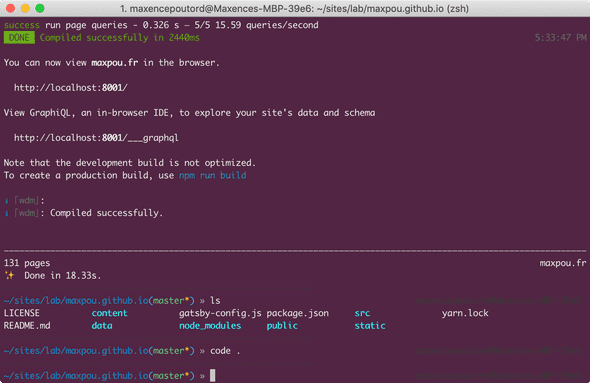 1. maxencepoutord@Maxences-MBP-39e6: ~/sites/lab/maxpou.github.io (zsh)
success run page queries - 0.326 s — 5/5 15.59 queries/second
DONE Compiled successfully in 2440ms 5:33:47 PM
You can now view maxpou.fr in the browser.
http://localhost:8001/
View GraphiQL, an in-browser IDE, to explore your site's data and schema
http://localhost:8001/___graphql
Note that the development build is not optimized.
To create a production build, use npm run build
ℹ ｢wdm｣:
ℹ ｢wdm｣: Compiled successfully.
131 pages maxpou.fr
✨ Done in 18.33s.
~/sites/lab/maxpou.github.io(master*) » ls
LICENSE content gatsby-config.js package.json src yarn.lock
README.md data node_modules public static
~/sites/lab/maxpou.github.io(master*) » code .
~/sites/lab/maxpou.github.io(master*) »